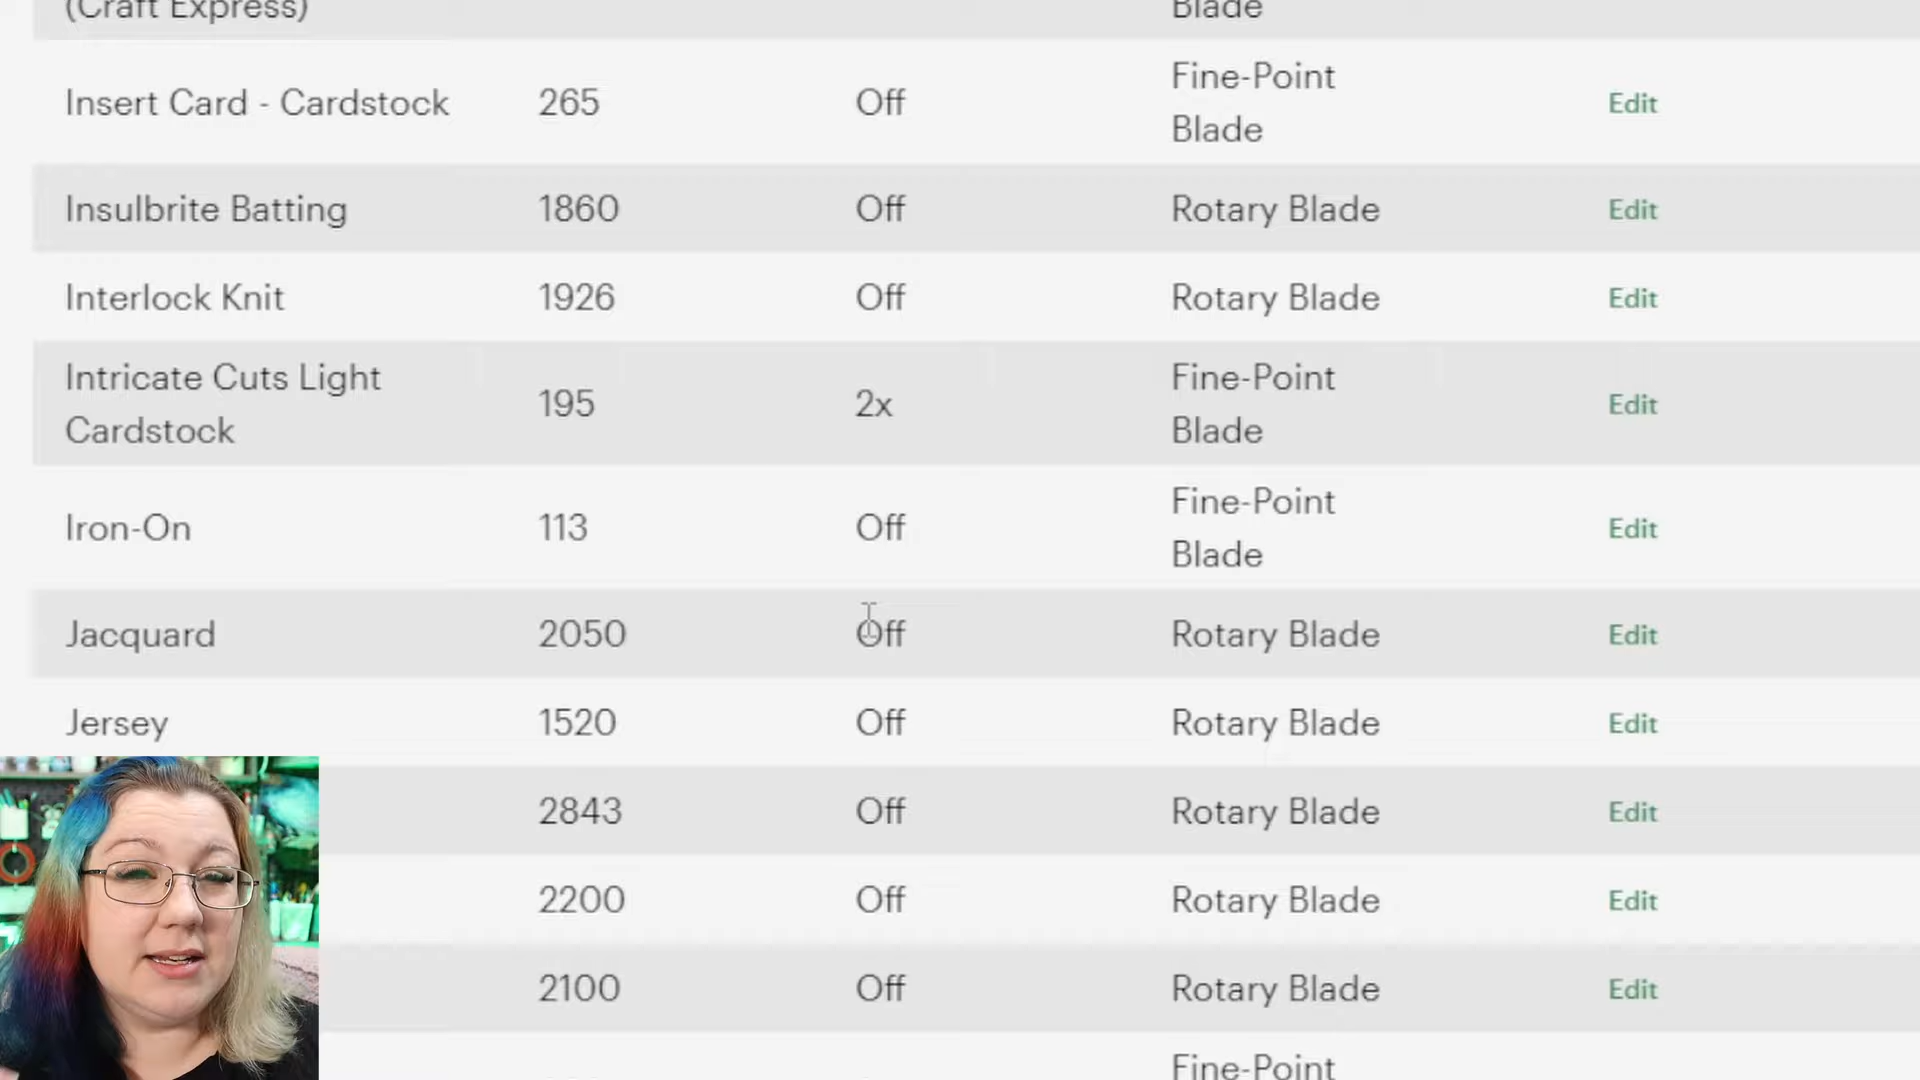 (Craft Express) Blade
Fine-Point
Insert Card - Cardstock 265 Off Edit
Blade
Insulbrite Batting 1860 Off Rotary Blade Edit
Interlock Knit 1926 Off Rotary Blade Edit
Intricate Cuts Light Fine-Point
195 2x Edit
Cardstock Blade
Fine-Point
Iron-On 113 Off Edit
Blade
Jacquard 2050 Off Rotary Blade Edit
Jersey 1520 Off Rotary Blade Edit
2843 Off Rotary Blade Edit
2200 Off Rotary Blade Edit
2100 Off Rotary Blade Edit
Fine-Point